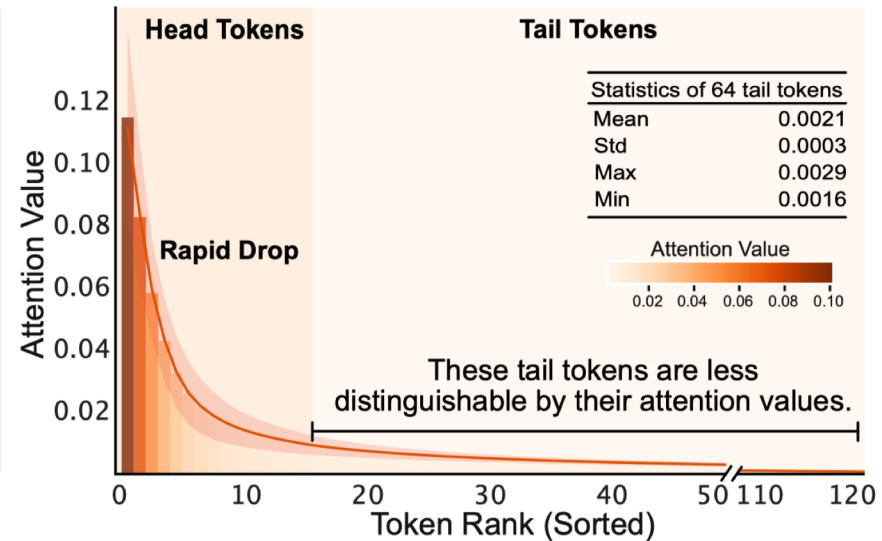 Head Tokens
Tail Tokens
Statistics of 64 tail tokens
Mean 0.0021
Std 0.0003
Max 0.0029
Min 0.0016
Rapid Drop
Attention Value
0.02 0.04 0.06 0.08 0.10
These tail tokens are less
distinguishable by their attention values.
Attention Value
0.12
0.10
0.08
0.06
0.04
0.02
0 10 20 30 40 50 110 120
Token Rank (Sorted)